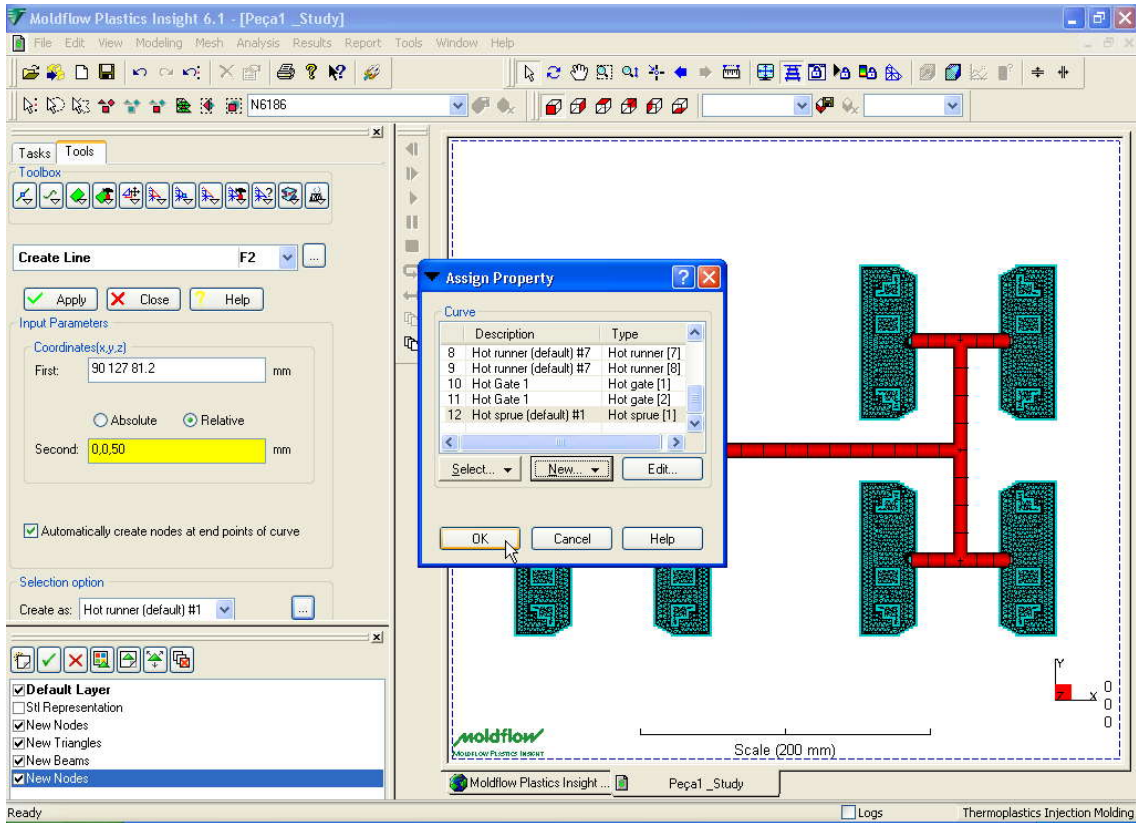 Moldflow Plastics Insight 6.1 - [Peça1 _Study]
File Edit View Modeling Mesh Analysis Results Report Tools Window Help
N6186
Tasks Tools
Toolbox
Create Line F2
Apply Close ? Help
Input Parameters
Coordinates(x,y,z)
First: 90 127 81.2 mm
Absolute Relative
Second: 0,0,50 mm
Automatically create nodes at end points of curve
Selection option
Create as: Hot runner (default) #1 ...
Default Layer
Stl Representation
New Nodes
New Triangles
New Beams
New Nodes
Assign Property
Curve
Description Type
8 Hot runner (default) #7 Hot runner [7]
9 Hot runner (default) #7 Hot runner [8]
10 Hot Gate 1 Hot gate [1]
11 Hot Gate 1 Hot gate [2]
12 Hot sprue (default) #1 Hot sprue [1]
Select... New... Edit...
OK Cancel Help
Y
Z X 0
0
0
moldflow
MOLDFLOW PLASTICS INSIGHT
Scale (200 mm)
Moldflow Plastics Insight ... Peça1 _Study
Ready Logs Thermoplastics Injection Molding